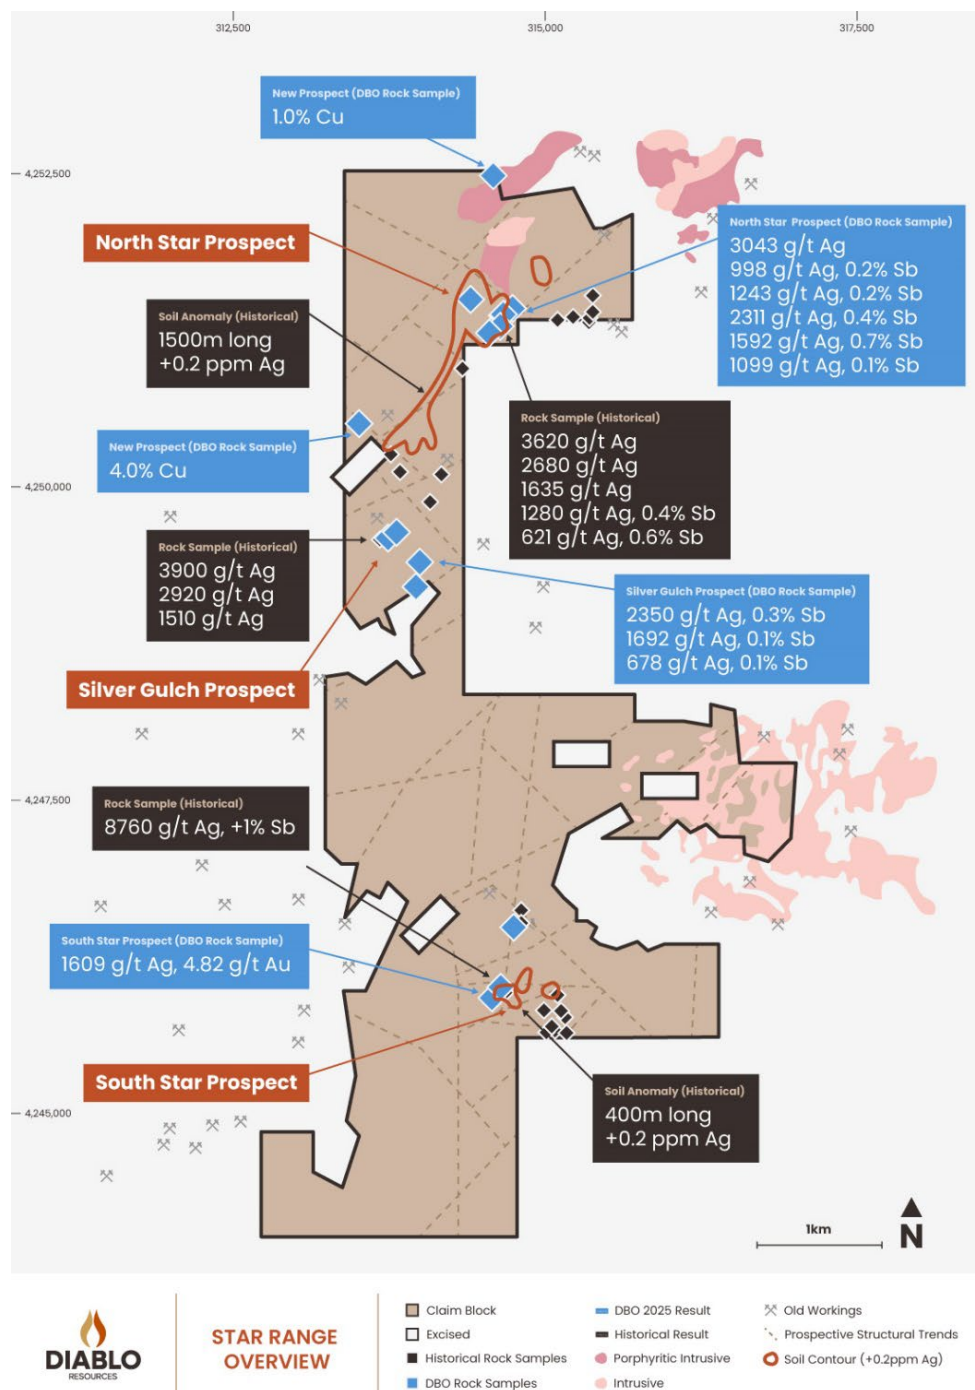 312,500
315,000
317,500
New Prospect (DBO Rock Sample)
1.0% Cu
4,252,500
North Star Prospect
North Star Prospect (DBO Rock Sample)
3043 g/t Ag
998 g/t Ag, 0.2% Sb
1243 g/t Ag, 0.2% Sb
2311 g/t Ag, 0.4% Sb
1592 g/t Ag, 0.7% Sb
1099 g/t Ag, 0.1% Sb
Soil Anomaly (Historical)
1500m long
+0.2 ppm Ag
Rock Sample (Historical)
3620 g/t Ag
2680 g/t Ag
1635 g/t Ag
1280 g/t Ag, 0.4% Sb
621 g/t Ag, 0.6% Sb
New Prospect (DBO Rock Sample)
4.0% Cu
4,250,000
Rock Sample (Historical)
3900 g/t Ag
2920 g/t Ag
1510 g/t Ag
Silver Gulch Prospect (DBO Rock Sample)
2350 g/t Ag, 0.3% Sb
1692 g/t Ag, 0.1% Sb
678 g/t Ag, 0.1% Sb
Silver Gulch Prospect
4,247,500
Rock Sample (Historical)
8760 g/t Ag, +1% Sb
South Star Prospect (DBO Rock Sample)
1609 g/t Ag, 4.82 g/t Au
South Star Prospect
Soil Anomaly (Historical)
400m long
+0.2 ppm Ag
4,245,000
1km
N
DIABLO
RESOURCES
STAR RANGE
OVERVIEW
Claim Block
Excised
Historical Rock Samples
DBO Rock Samples
DBO 2025 Result
Historical Result
Porphyritic Intrusive
Intrusive
Old Workings
Prospective Structural Trends
Soil Contour (+0.2ppm Ag)